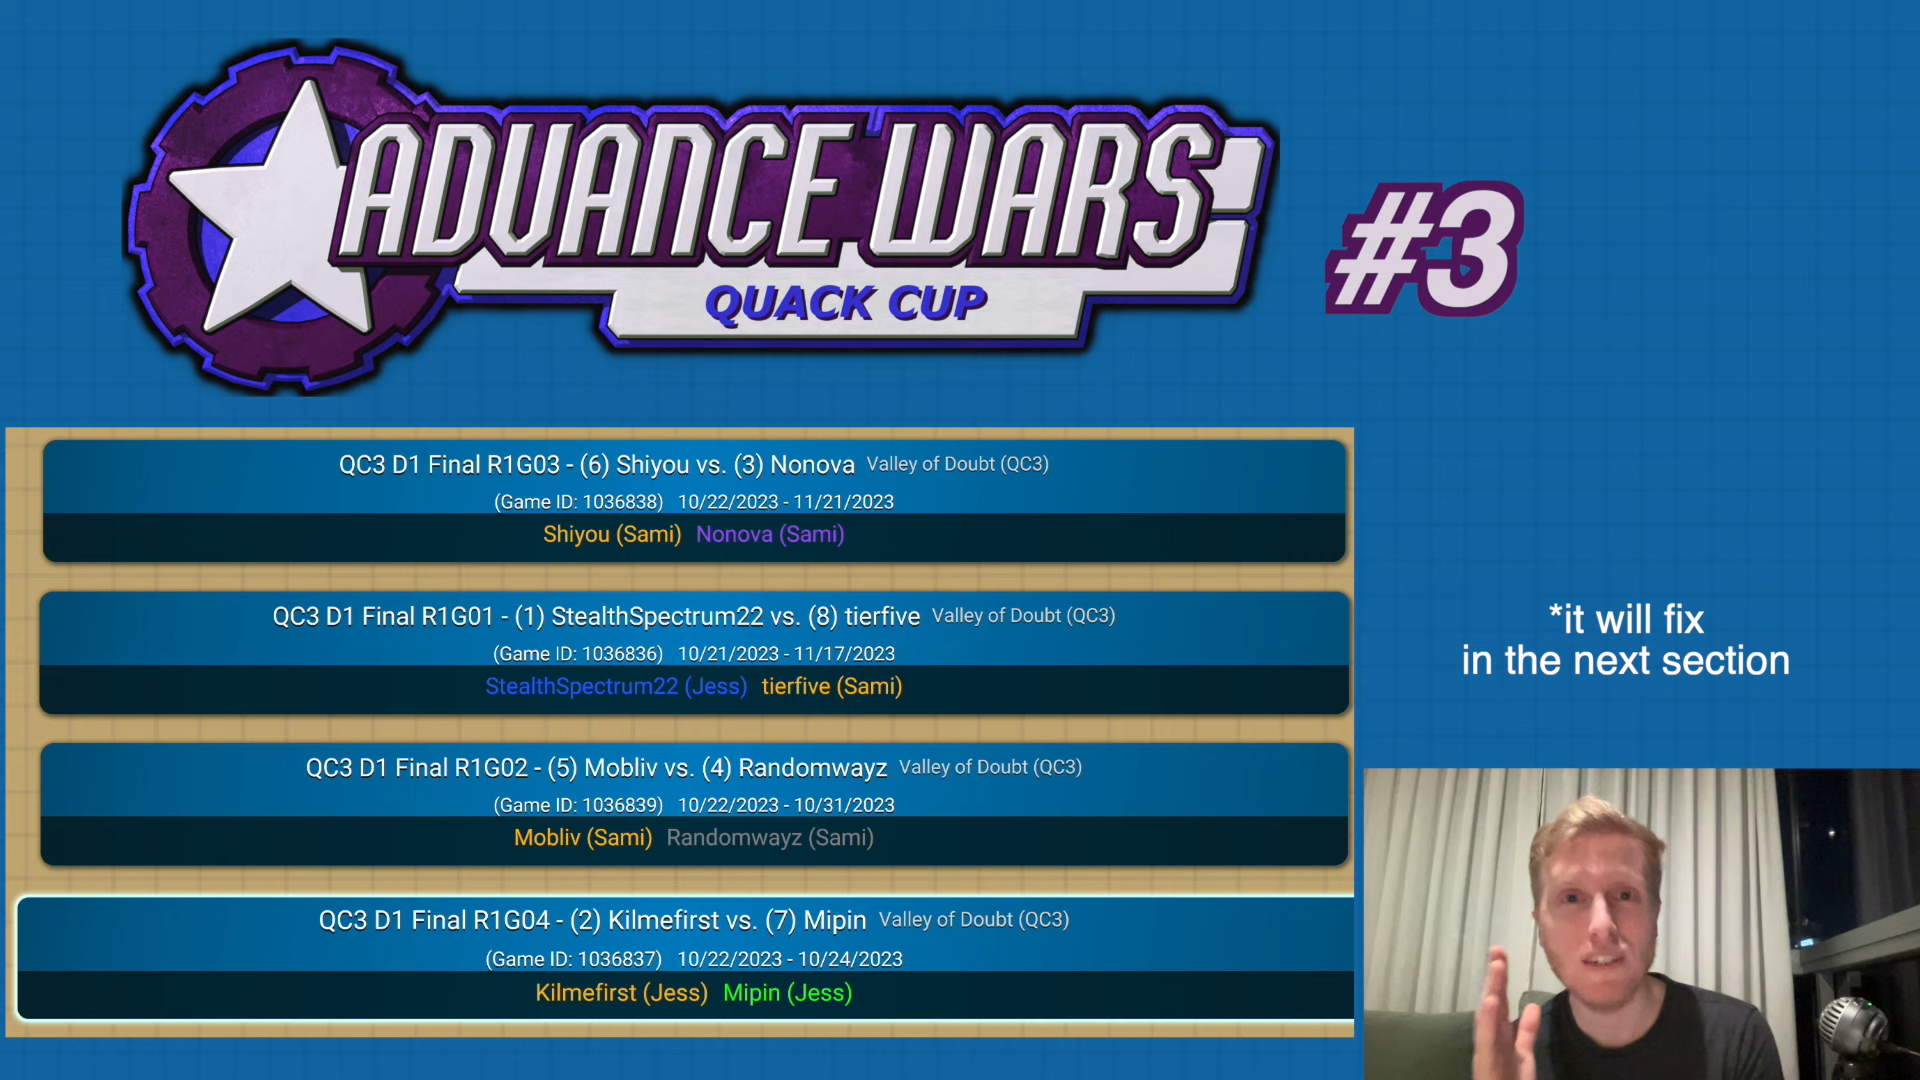 ADVANCE WARS
QUACK CUP
#3
QC3 D1 Final R1G03 - (6) Shiyou vs. (3) Nonova Valley of Doubt (QC3)
(Game ID: 1036838) 10/22/2023 - 11/21/2023
Shiyou (Sami) Nonova (Sami)
QC3 D1 Final R1G01 - (1) StealthSpectrum22 vs. (8) tierfive Valley of Doubt (QC3)
(Game ID: 1036836) 10/21/2023 - 11/17/2023
StealthSpectrum22 (Jess) tierfive (Sami)
QC3 D1 Final R1G02 - (5) Mobliv vs. (4) Randomwayz Valley of Doubt (QC3)
(Game ID: 1036839) 10/22/2023 - 10/31/2023
Mobliv (Sami) Randomwayz (Sami)
QC3 D1 Final R1G04 - (2) Kilmefirst vs. (7) Mipin Valley of Doubt (QC3)
(Game ID: 1036837) 10/22/2023 - 10/24/2023
Kilmefirst (Jess) Mipin (Jess)
*it will fix
in the next section